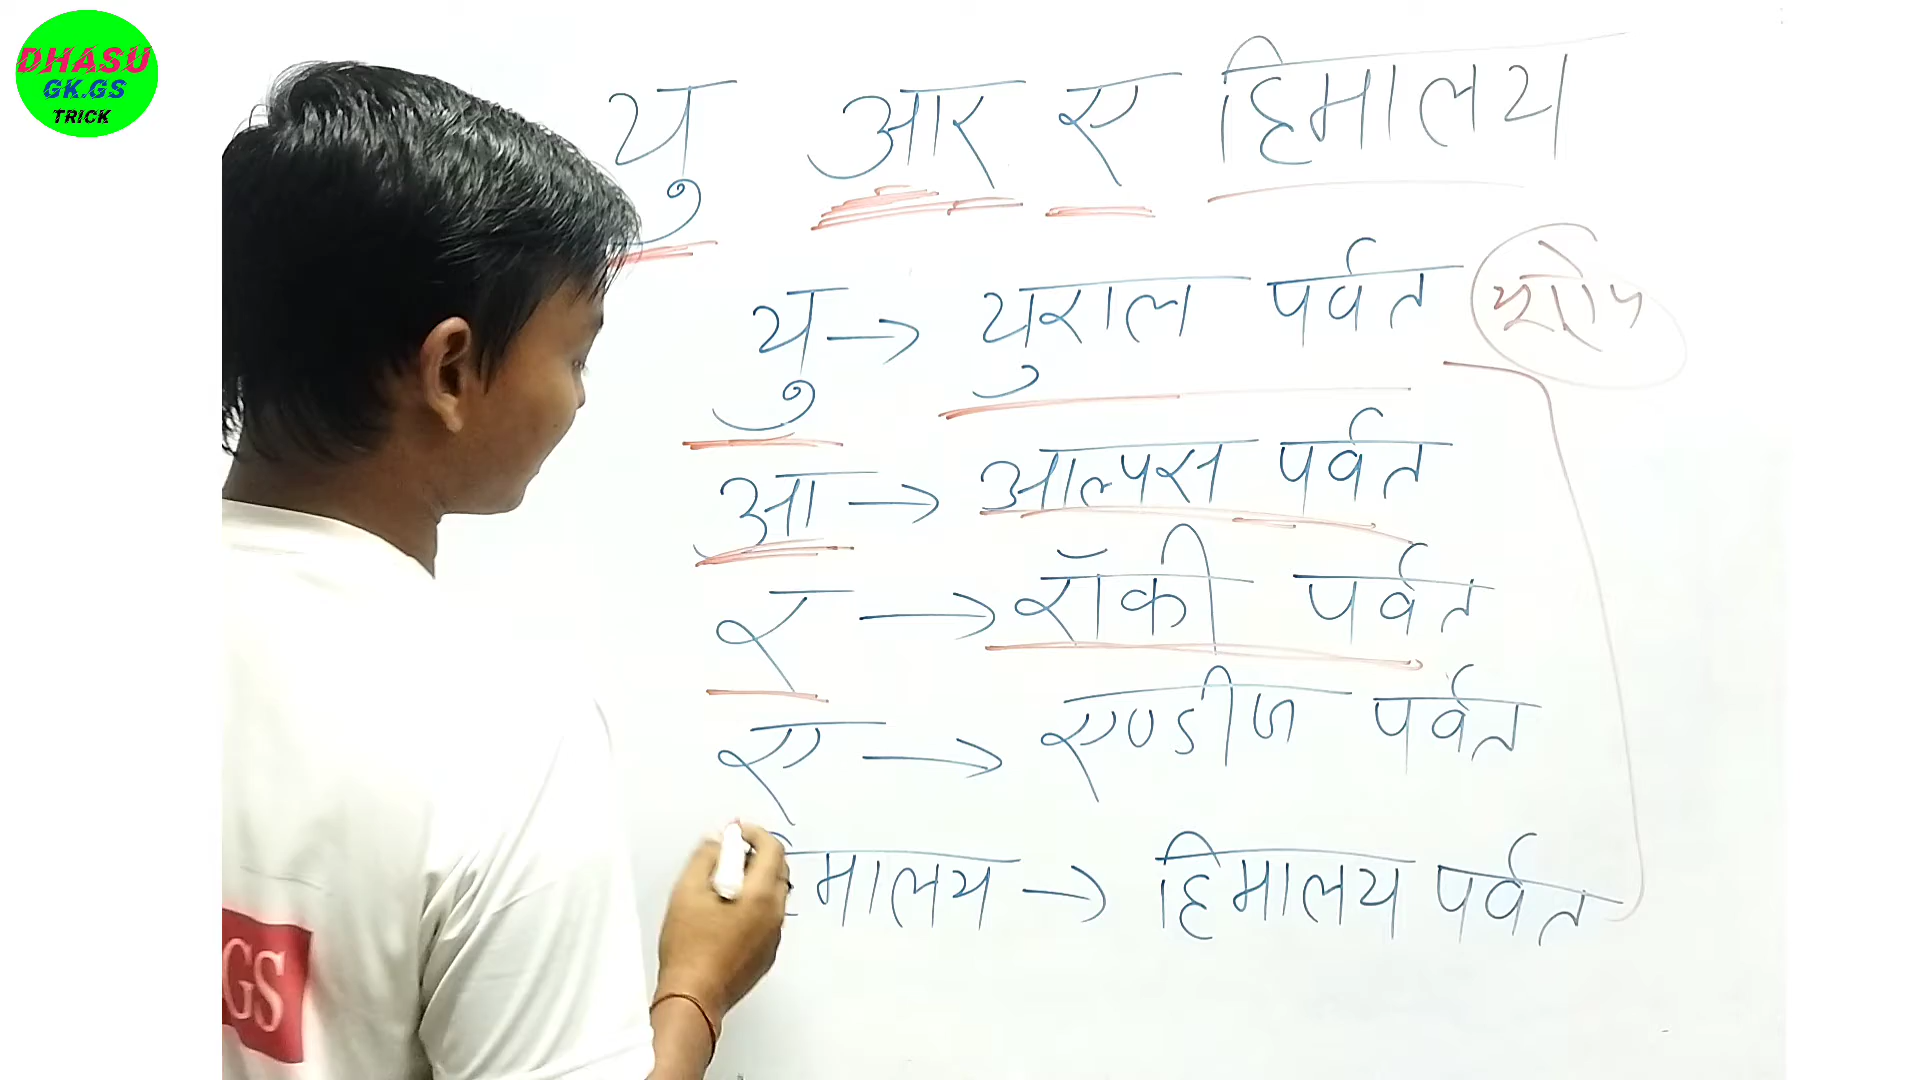 DHASU
GK.GS
TRICK
यु आर ए हिमालय
यु → युराल पर्वत
आ → आल्पस पर्वत
र → रॉकी पर्वत
ए → एण्डीज पर्वत
हिमालय → हिमालय पर्वत
GS